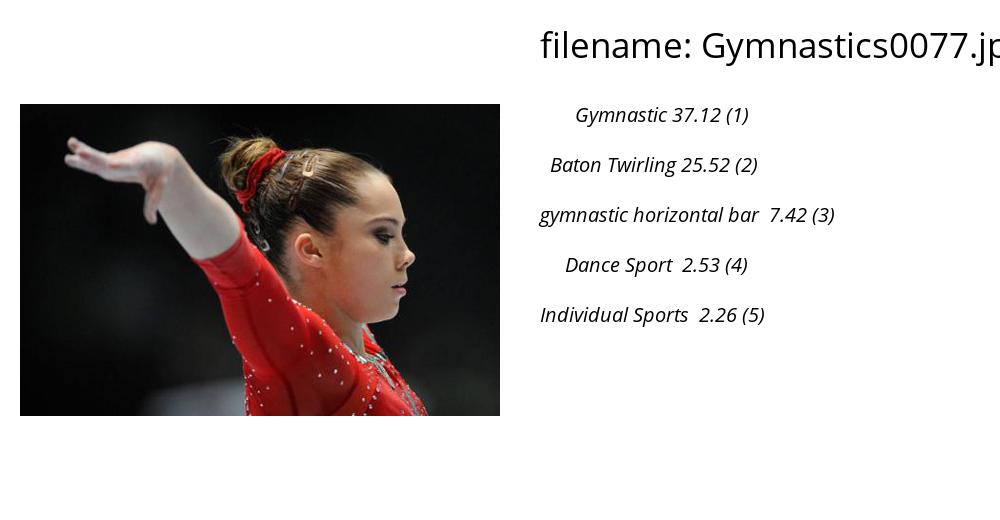 filename: Gymnastics0077.jp
Gymnastic 37.12 (1)
Baton Twirling 25.52 (2)
gymnastic horizontal bar 7.42 (3)
Dance Sport 2.53 (4)
Individual Sports 2.26 (5)